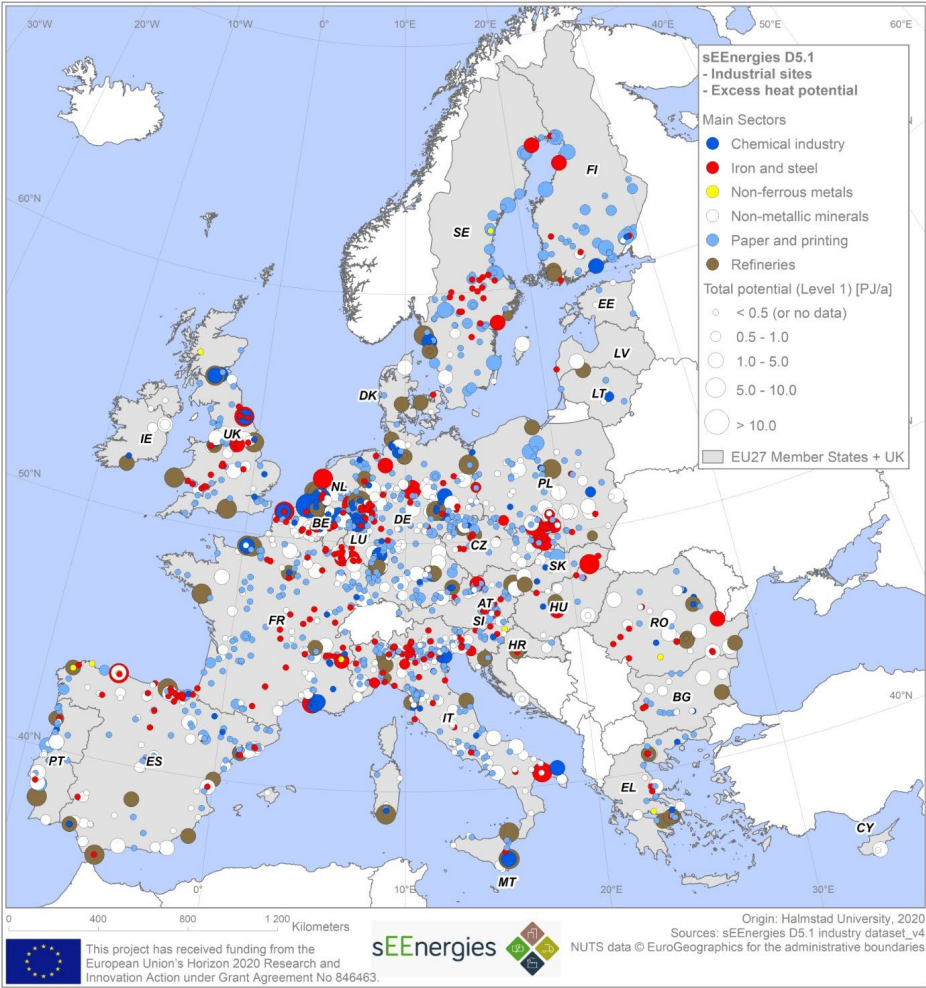 30°W
20°W
10°W
0°
10°E
20°E
30°E
40°E
50°E
60°E
sEEnergies D5.1
- Industrial sites
- Excess heat potential
Main Sectors
Chemical industry
Iron and steel
Non-ferrous metals
Non-metallic minerals
Paper and printing
Refineries
Total potential (Level 1) [PJ/a]
< 0.5 (or no data)
0.5 - 1.0
1.0 - 5.0
5.0 - 10.0
> 10.0
EU27 Member States + UK
60°N
50°N
40°N
40°N
FI
SE
EE
LV
LT
DK
IE
UK
NL
BE
LU
DE
PL
CZ
SK
AT
SI
HU
HR
RO
FR
BG
IT
PT
ES
EL
CY
MT
0°
10°E
20°E
30°E
0 400 800 1.200
Kilometers
This project has received funding from the
European Union's Horizon 2020 Research and
Innovation Action under Grant Agreement No 846463.
sEEnergies
Origin: Halmstad University, 2020
Sources: sEEnergies D5.1 industry dataset_v4
NUTS data © EuroGeographics for the administrative boundaries